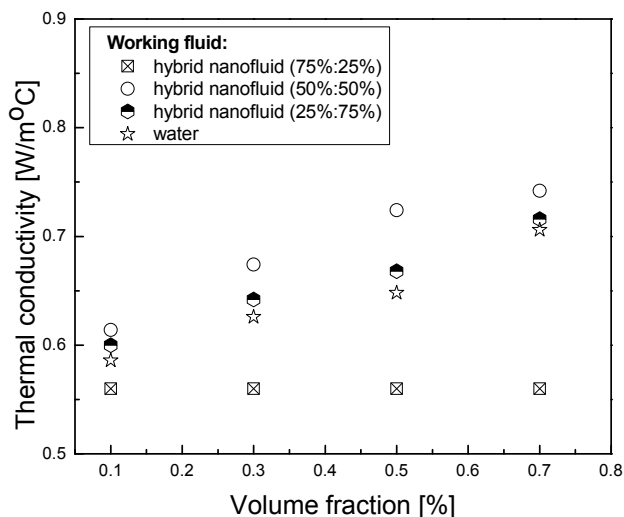 0.9
0.8
0.7
0.6
0.5
Thermal conductivity [W/m°C]
Working fluid:
hybrid nanofluid (75%:25%)
hybrid nanofluid (50%:50%)
hybrid nanofluid (25%:75%)
water
0.1 0.2 0.3 0.4 0.5 0.6 0.7 0.8
Volume fraction [%]